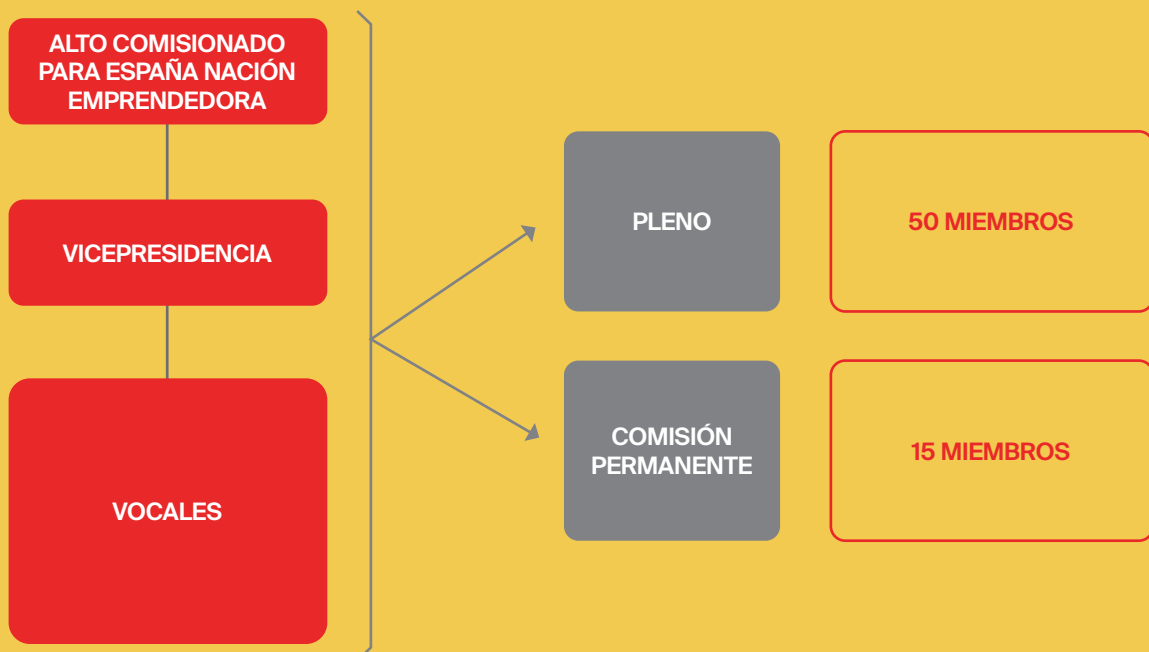 ALTO COMISIONADO
PARA ESPAÑA NACIÓN
EMPRENDEDORA
VICEPRESIDENCIA
VOCALES
PLENO
50 MIEMBROS
COMISIÓN
PERMANENTE
15 MIEMBROS